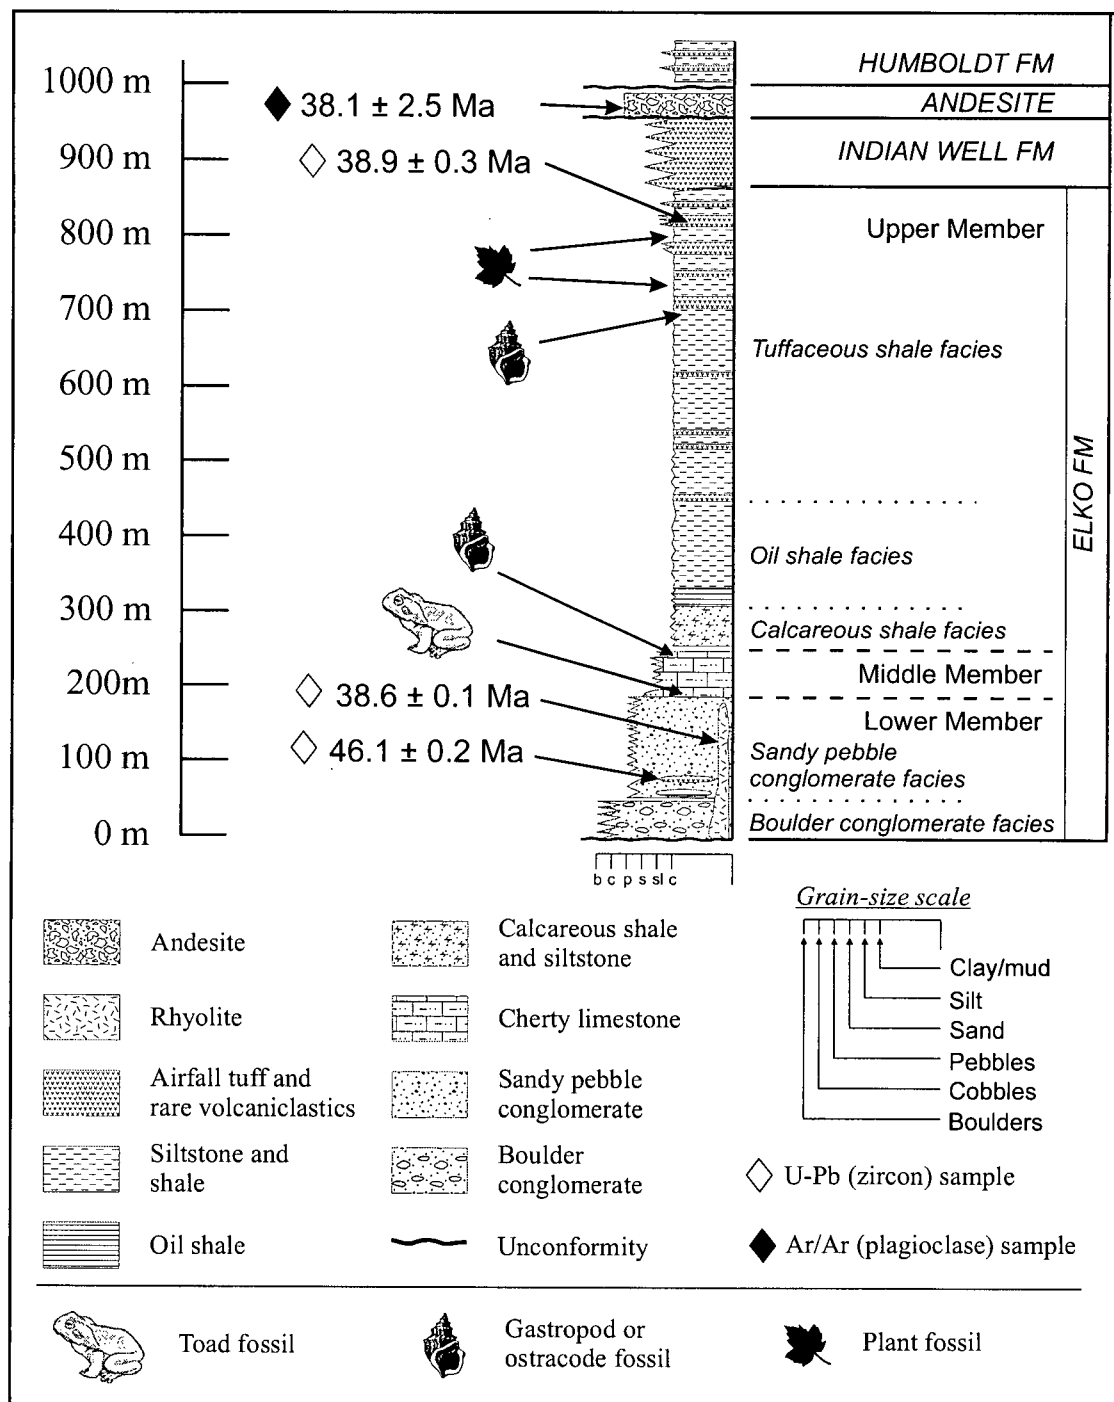 1000 m
900 m
800 m
700 m
600 m
500 m
400 m
300 m
200m
100 m
0 m
38.1 ± 2.5 Ma
38.9 ± 0.3 Ma
38.6 ± 0.1 Ma
46.1 ± 0.2 Ma
HUMBOLDT FM
ANDESITE
INDIAN WELL FM
Upper Member
Tuffaceous shale facies
Oil shale facies
Calcareous shale facies
Middle Member
Lower Member
Sandy pebble
conglomerate facies
Boulder conglomerate facies
ELKO FM
b c p s sl c
Andesite
Rhyolite
Airfall tuff and
rare volcaniclastics
Siltstone and
shale
Oil shale
Calcareous shale
and siltstone
Cherty limestone
Sandy pebble
conglomerate
Boulder
conglomerate
Unconformity
Grain-size scale
Clay/mud
Silt
Sand
Pebbles
Cobbles
Boulders
U-Pb (zircon) sample
Ar/Ar (plagioclase) sample
Toad fossil
Gastropod or
ostracode fossil
Plant fossil